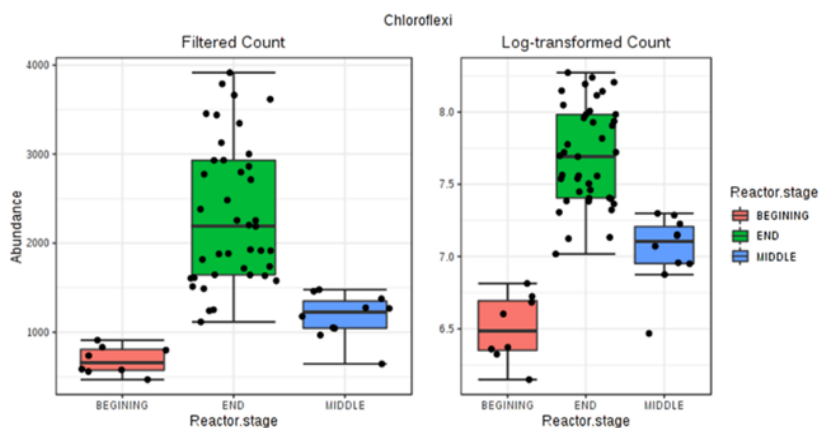 Chloroflexi
Filtered Count
Log-transformed Count
Abundance
4000
3000
2000
1000
BEGINING
END
MIDDLE
Reactor.stage
8.0
7.5
7.0
6.5
BEGINING
END
MIDDLE
Reactor.stage
Reactor.stage
BEGINING
END
MIDDLE